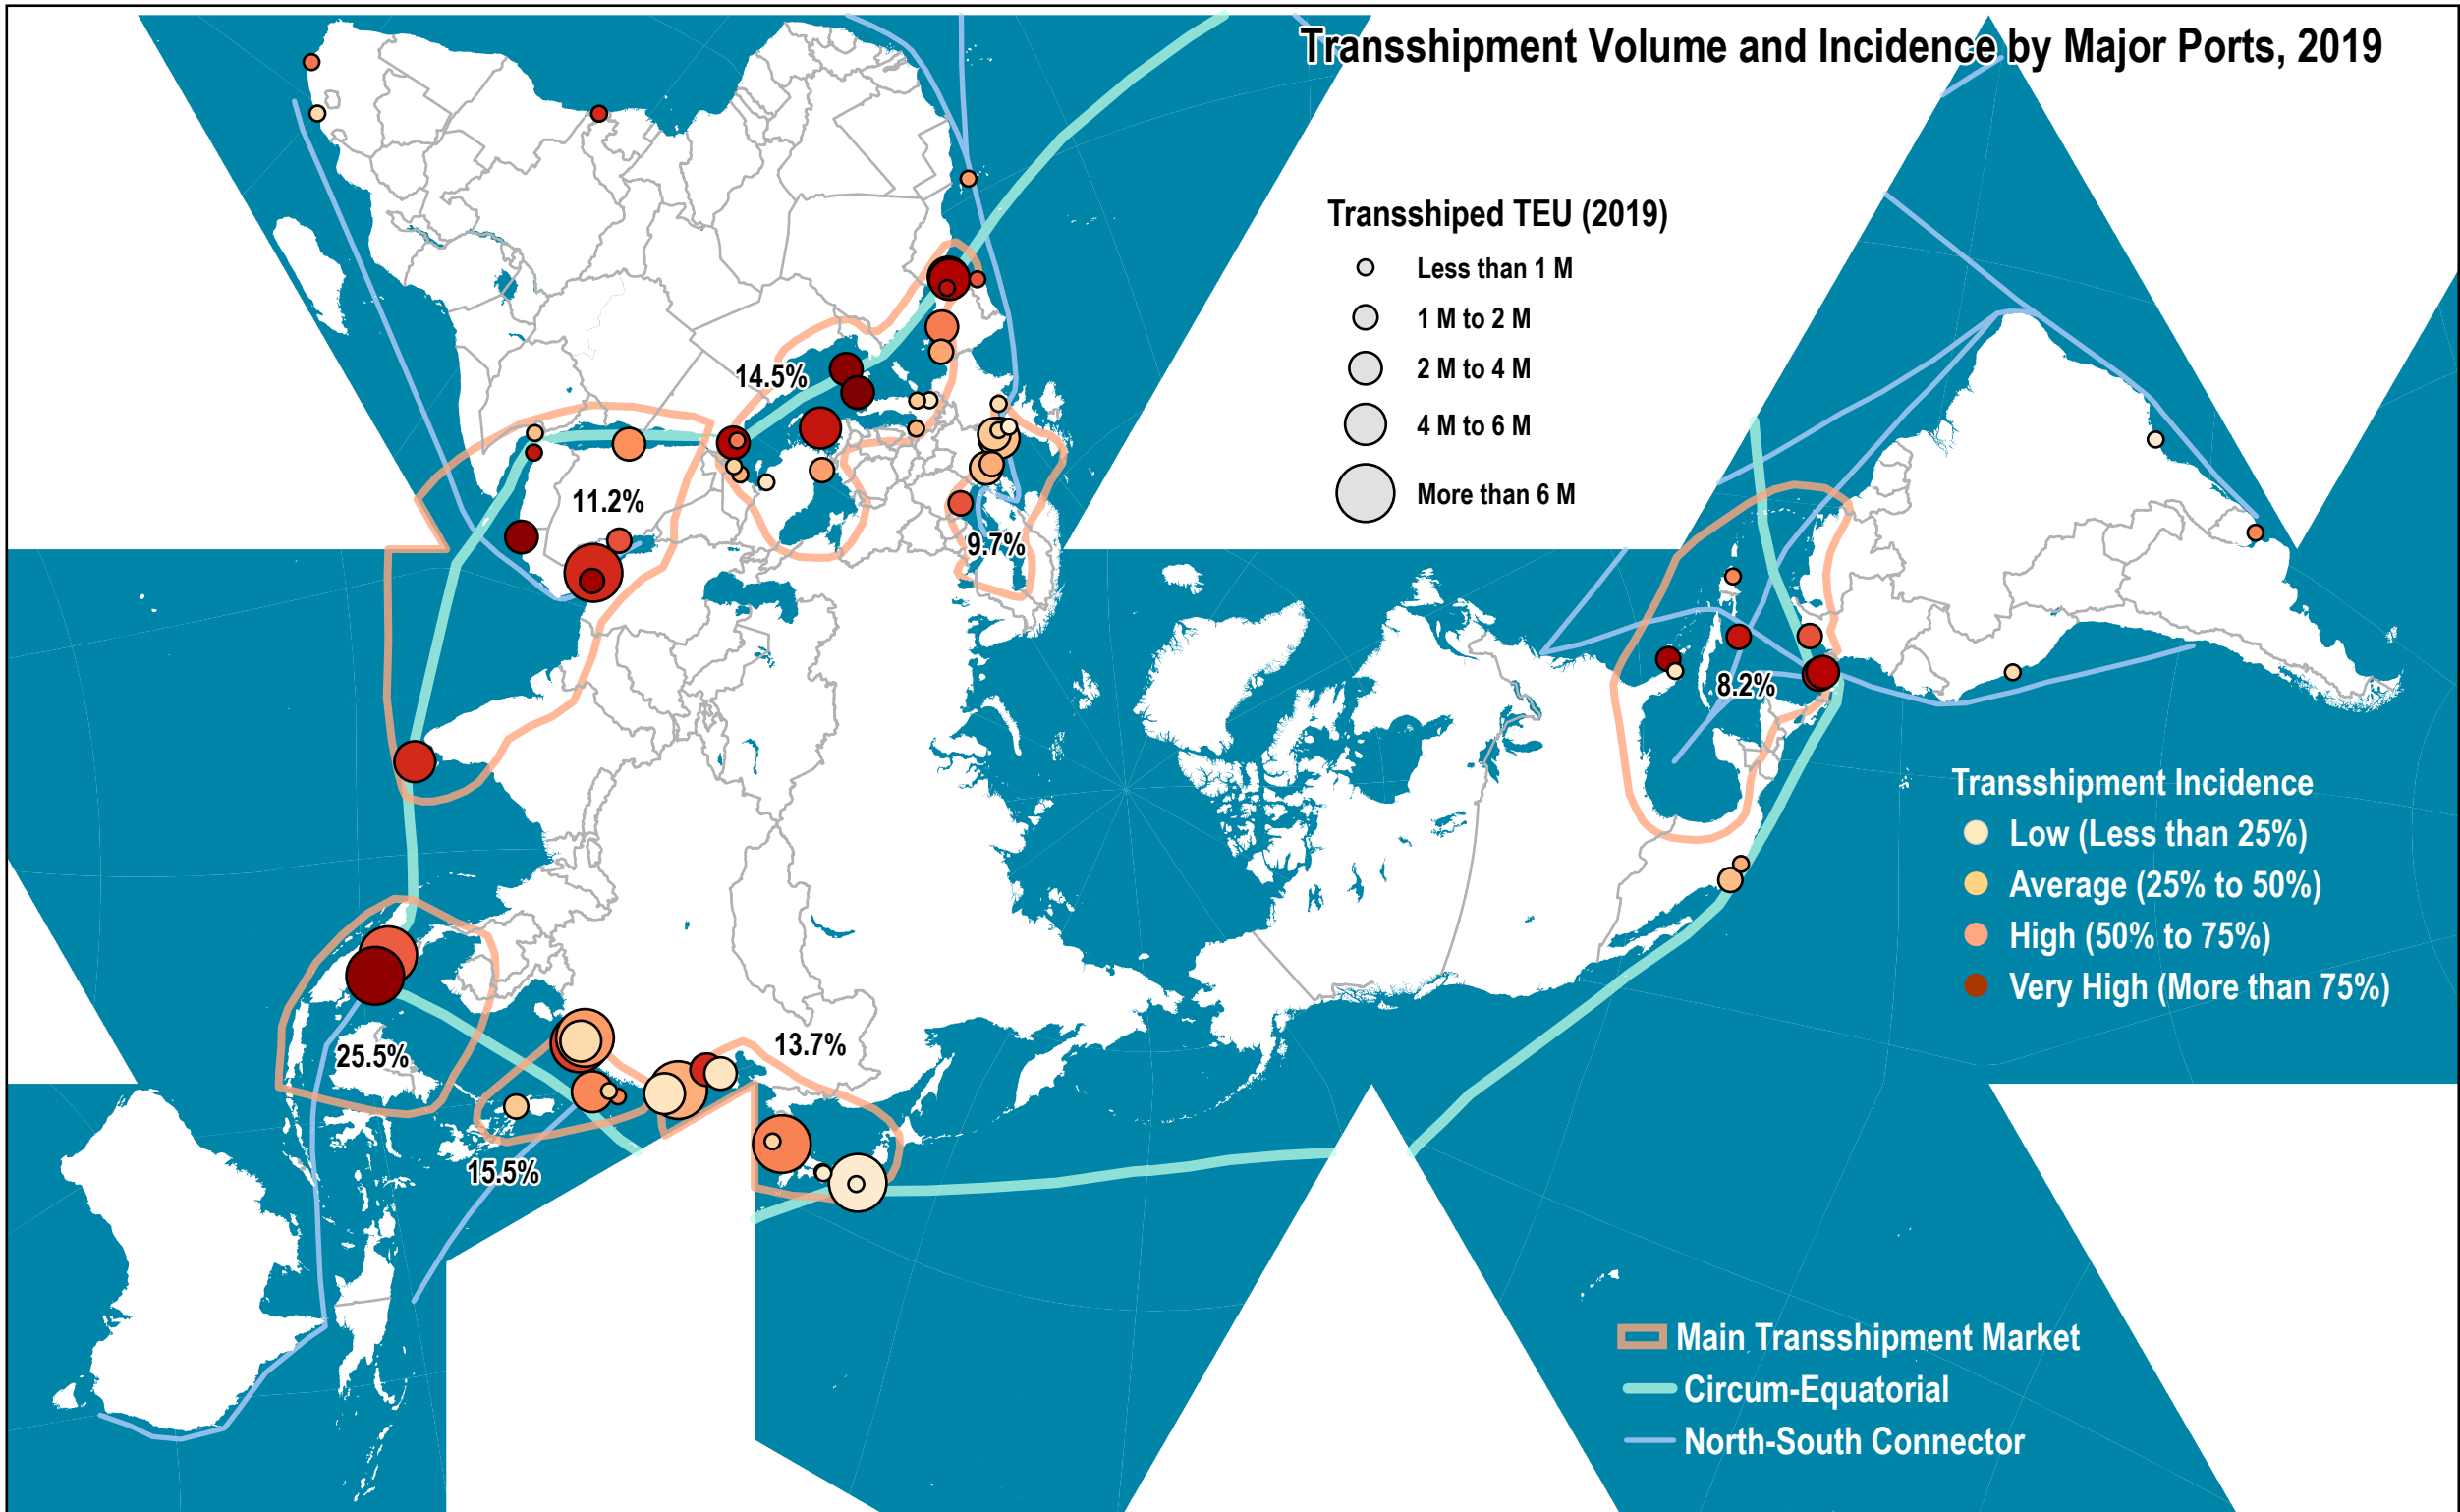 Transshipment Volume and Incidence by Major Ports, 2019
Transshiped TEU (2019)
Less than 1 M
1 M to 2 M
2 M to 4 M
4 M to 6 M
More than 6 M
14.5%
11.2%
9.7%
8.2%
25.5%
13.7%
15.5%
Transshipment Incidence
Low (Less than 25%)
Average (25% to 50%)
High (50% to 75%)
Very High (More than 75%)
Main Transshipment Market
Circum-Equatorial
North-South Connector